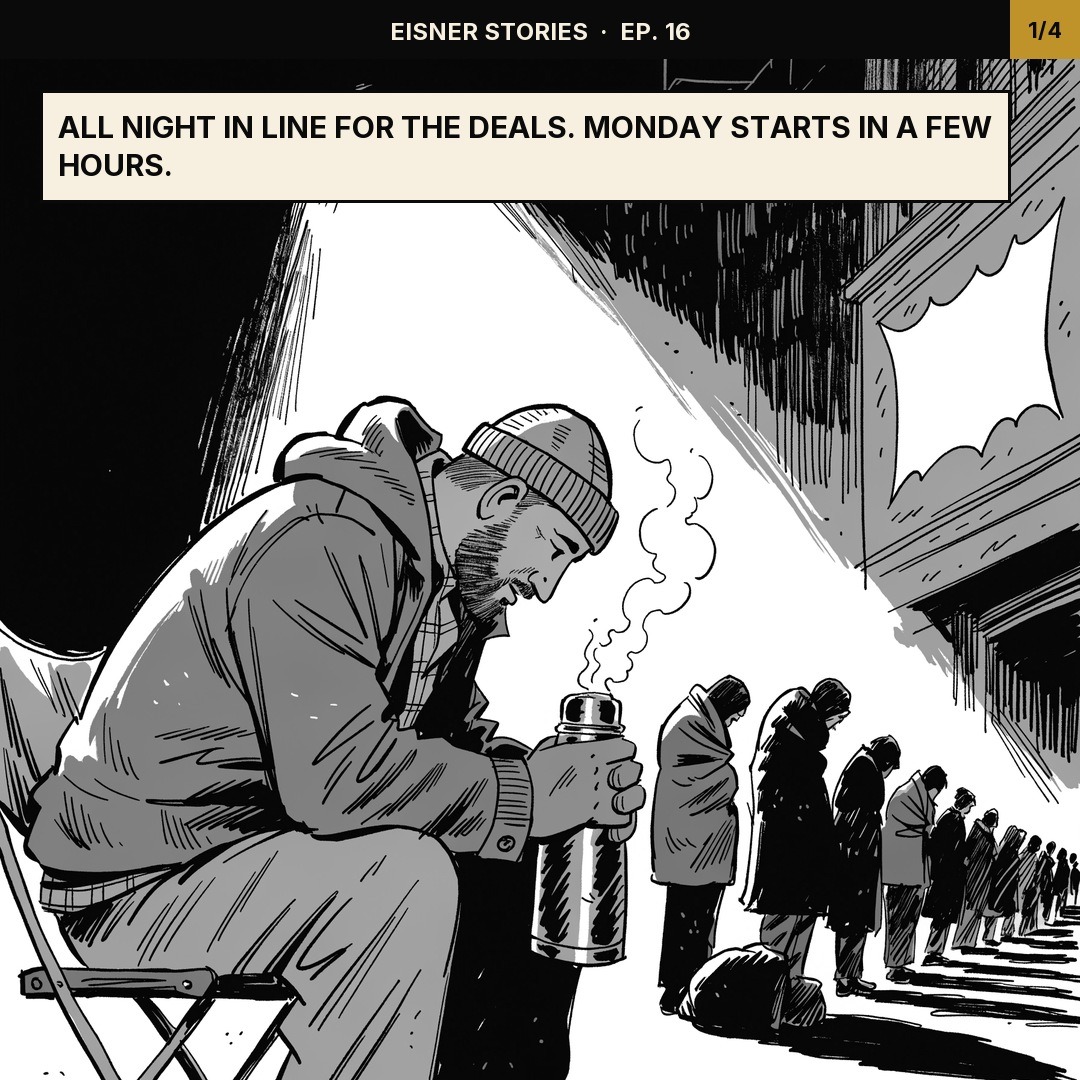 EISNER STORIES · EP. 16
1/4
ALL NIGHT IN LINE FOR THE DEALS. MONDAY STARTS IN A FEW
HOURS.